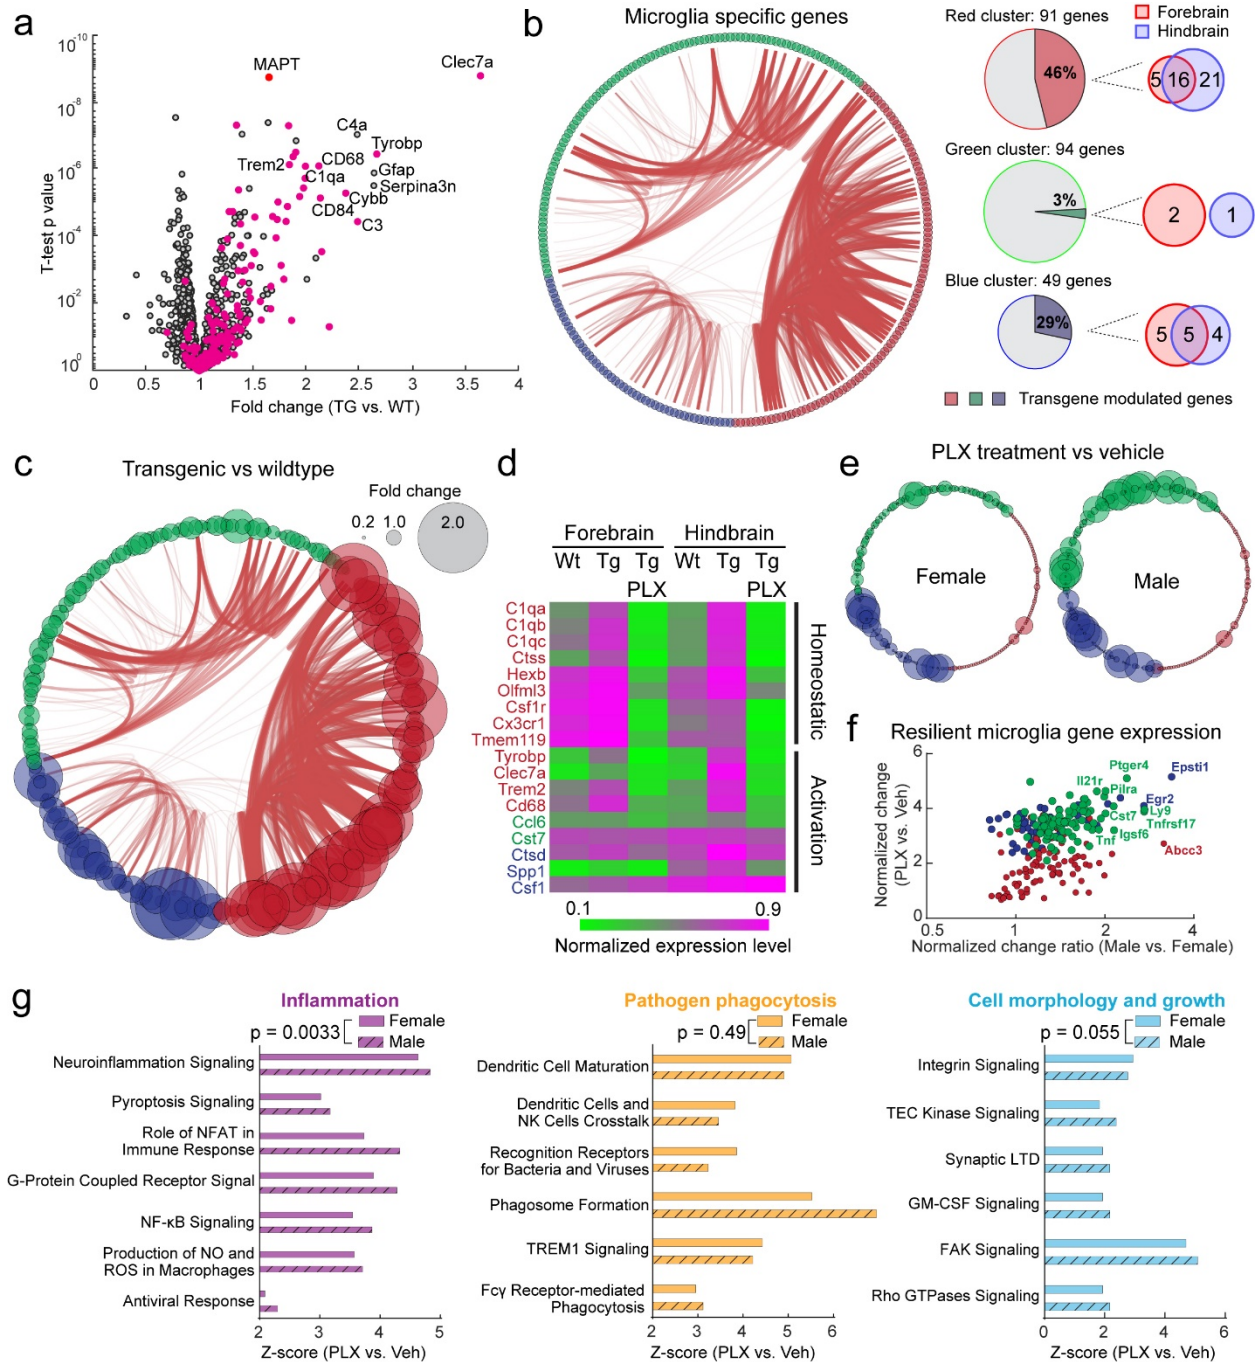 a
10⁻¹⁰
10⁻⁸
10⁻⁶
10⁻⁴
10⁻²
10⁰
T-test p value
MAPT
Clec7a
C4a
Tyrobp
Trem2
CD68
Gfap
C1qa
Serpina3n
Cybb
CD84
C3
0 0.5 1 1.5 2 2.5 3 3.5 4
Fold change (TG vs. WT)
b
Microglia specific genes
Red cluster: 91 genes
Forebrain
Hindbrain
46%
5 16 21
Green cluster: 94 genes
3%
2 1
Blue cluster: 49 genes
29%
5 5 4
Transgene modulated genes
c
Transgenic vs wildtype
Fold change
0.2 1.0 2.0
d
Forebrain Hindbrain
Wt Tg Tg Wt Tg Tg
PLX PLX
C1qa
C1qb
C1qc
Ctss
Hexb
Olfml3
Csf1r
Cx3cr1
Tmem119
Tyrobp
Clec7a
Trem2
Cd68
Ccl6
Cst7
Ctsd
Spp1
Csf1
Homeostatic
Activation
0.1 0.9
Normalized expression level
e
PLX treatment vs vehicle
Female
Male
f
Resilient microglia gene expression
6
4
2
0
Normalized change
(PLX vs. Veh)
Ptger4
Epsti1
Il21r
Pilra
Egr2
Cst7
Ly9
Tnfrsf17
Tnf
Igsf6
Abcc3
0.5 1 2 4
Normalized change ratio (Male vs. Female)
g
Inflammation
p = 0.0033
Female
Male
Neuroinflammation Signaling
Pyroptosis Signaling
Role of NFAT in
Immune Response
G-Protein Coupled Receptor Signal
NF-κB Signaling
Production of NO and
ROS in Macrophages
Antiviral Response
2 3 4 5
Z-score (PLX vs. Veh)
Pathogen phagocytosis
p = 0.49
Female
Male
Dendritic Cell Maturation
Dendritic Cells and
NK Cells Crosstalk
Recognition Receptors
for Bacteria and Viruses
Phagosome Formation
TREM1 Signaling
Fcγ Receptor-mediated
Phagocytosis
2 3 4 5 6 7
Z-score (PLX vs. Veh)
Cell morphology and growth
p = 0.055
Female
Male
Integrin Signaling
TEC Kinase Signaling
Synaptic LTD
GM-CSF Signaling
FAK Signaling
Rho GTPases Signaling
0 2 4 6
Z-score (PLX vs. Veh)